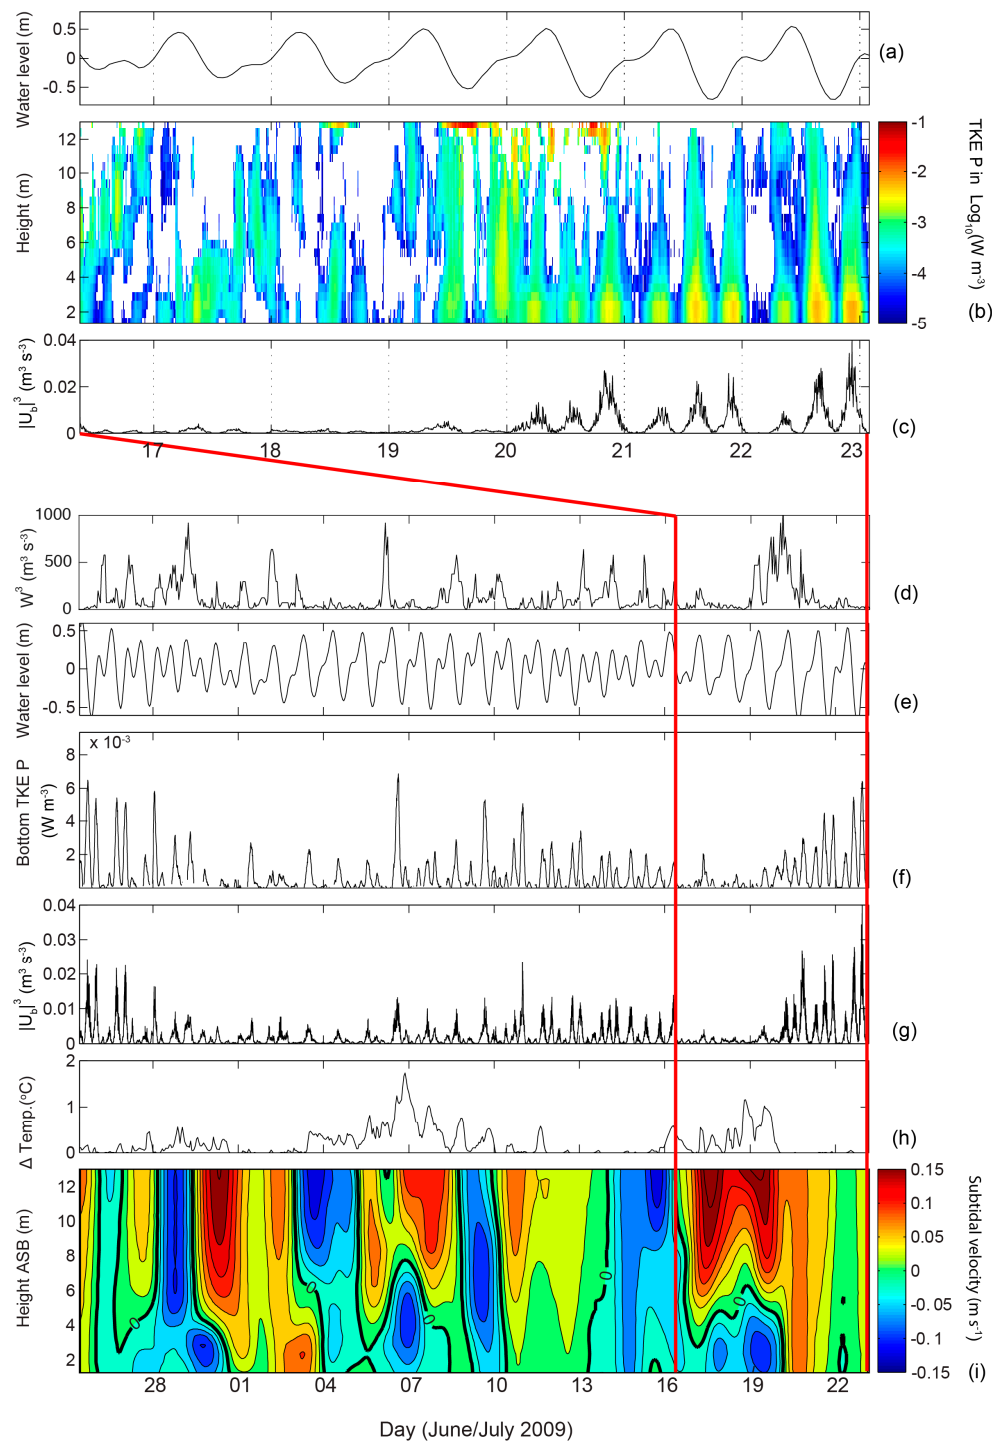 Water level (m)
0.5
0
-0.5
(a)
Height (m)
12
10
8
6
4
2
-1
-2
-3
-4
-5
TKE P in Log10(W m-3)
(b)
|Ub|3 (m3 s-3)
0.04
0.02
0
(c)
17 18 19 20 21 22 23
W3 (m3 s-3)
1000
500
0
(d)
Water level (m)
0.5
0
-0. 5
(e)
Bottom TKE P
(W m-3)
x 10-3
8
6
4
2
(f)
|Ub|3 (m3 s-3)
0.04
0.03
0.02
0.01
0
(g)
Δ Temp.(oC)
2
1
0
(h)
Height ASB (m)
12
10
8
6
4
2
0
0
0
0
0
0.15
0.1
0.05
0
-0.05
-0.1
-0.15
Subtidal velocity (m s-1)
(i)
28 01 04 07 10 13 16 19 22
Day (June/July 2009)